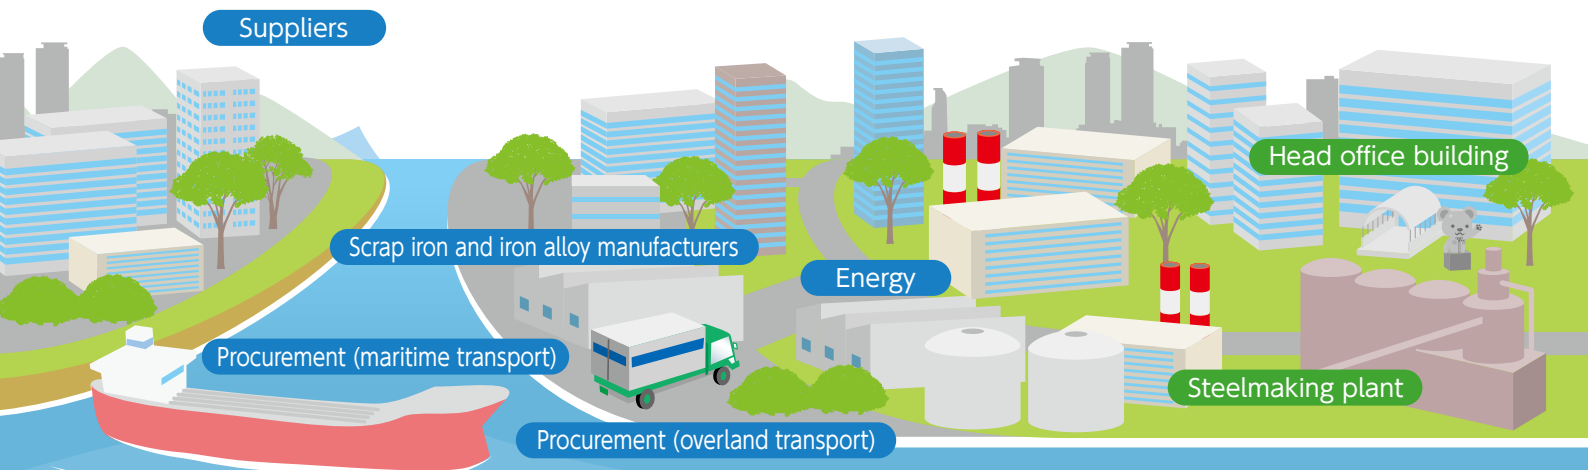 Suppliers
Head office building
Scrap iron and iron alloy manufacturers
Energy
Procurement (maritime transport)
Steelmaking plant
Procurement (overland transport)